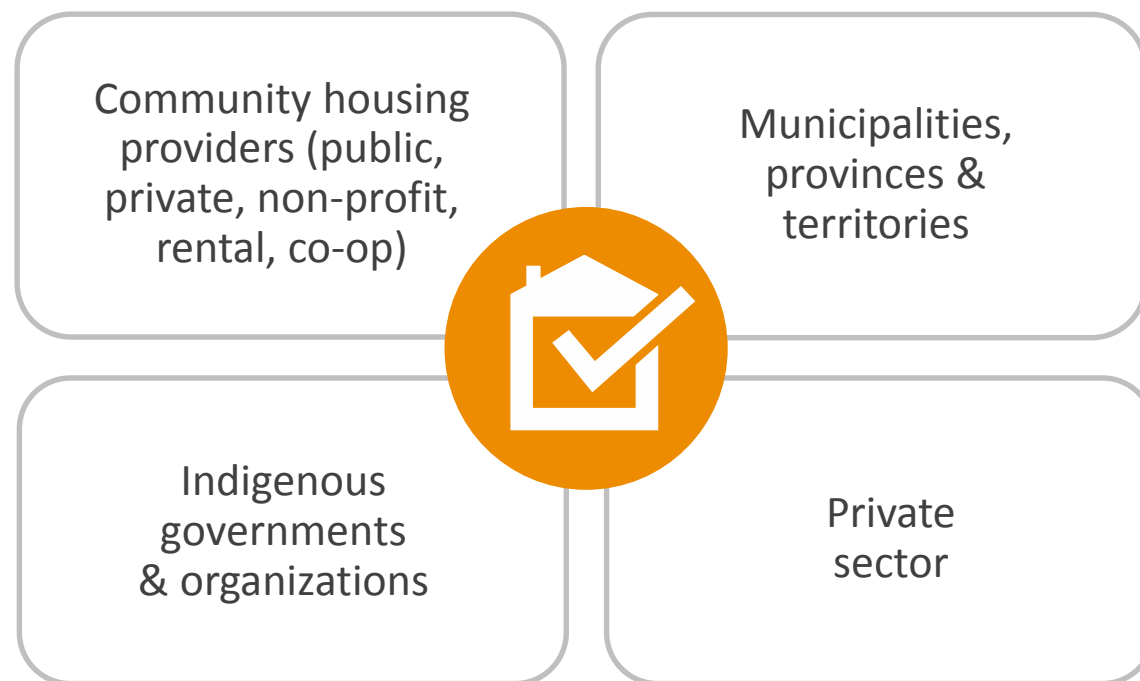 Community housing
providers (public,
private, non-profit,
rental, co-op)
Municipalities,
provinces &
territories
Indigenous
governments
& organizations
Private
sector